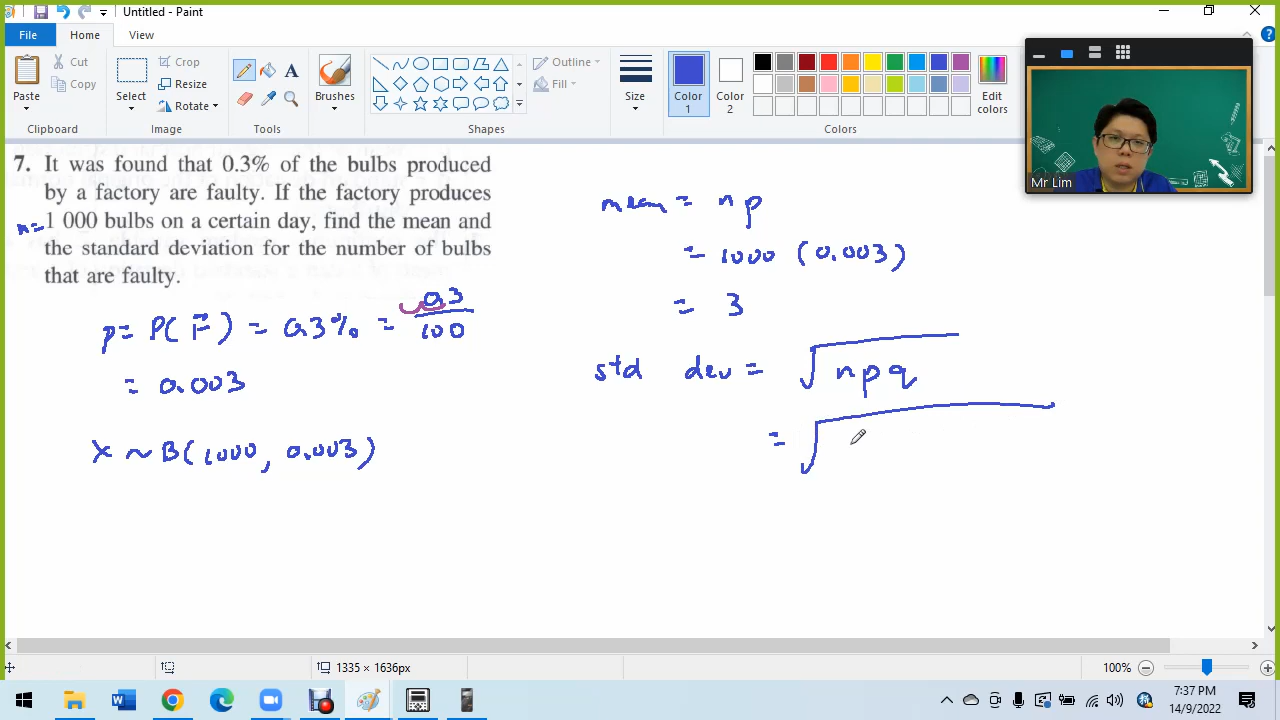 Untitled - Paint
File Home View
Paste Cut Copy Clipboard
Select Crop Resize Rotate Image
Tools
Brushes
Outline Fill Shapes
Size
Color 1 Color 2 Edit colors Colors
Mr Lim
7. It was found that 0.3% of the bulbs produced
by a factory are faulty. If the factory produces
n= 1 000 bulbs on a certain day, find the mean and
the standard deviation for the number of bulbs
that are faulty.
p = P(F) = 0.3% = 0.3/100
= 0.003
X ~ B(1000, 0.003)
mean = np
= 1000 (0.003)
= 3
std dev = √npq
= √
1335 × 1636px
100%
7:37 PM
14/9/2022